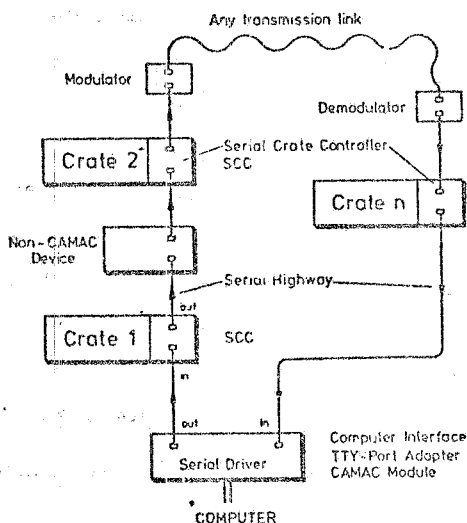 Any transmission link
Modulator
Demodulator
Crate 2
Serial Crate Controller
SCC
Crate n
Non-CAMAC
Device
Serial Highway
out
Crate 1
SCC
in
out
in
Serial Driver
Computer Interface
TTY-Port Adapter
CAMAC Module
COMPUTER